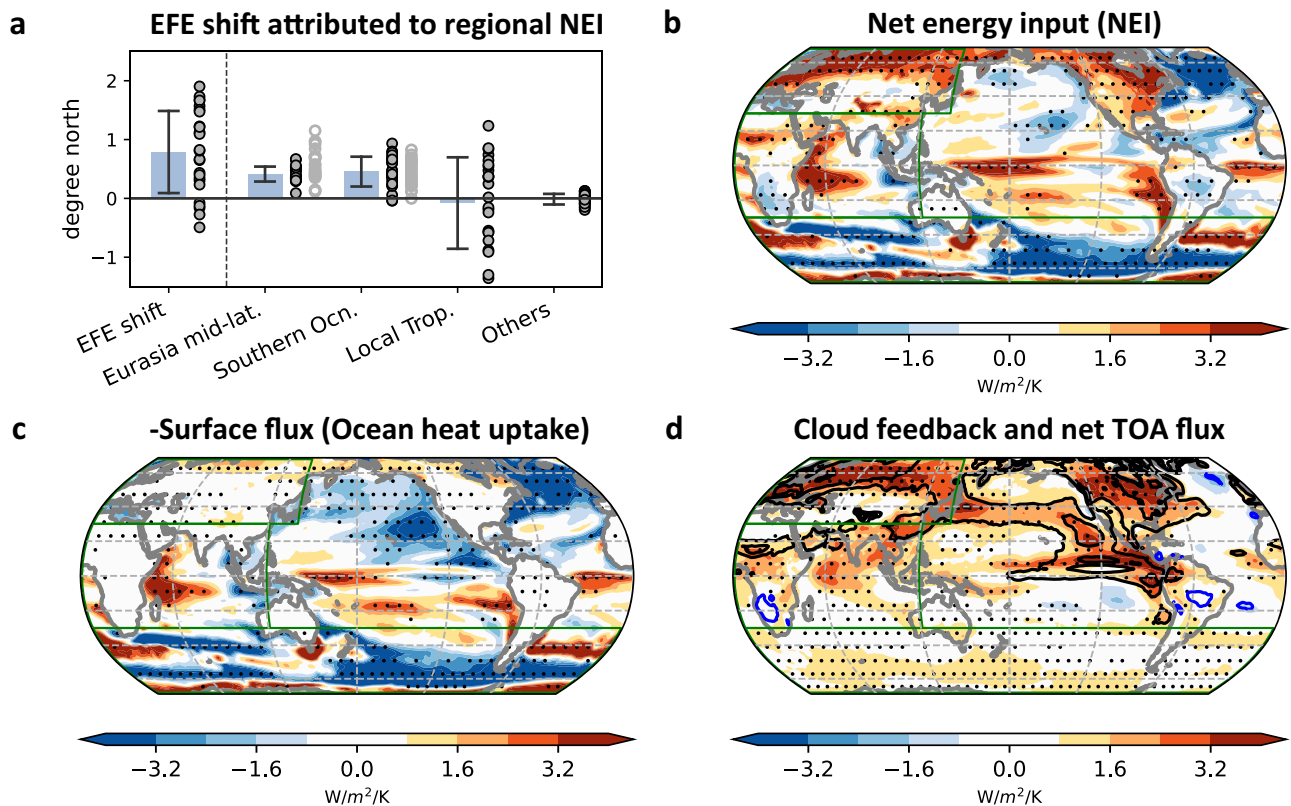 a
EFE shift attributed to regional NEI
degree north
2
1
0
−1
EFE shift
Eurasia mid-lat.
Southern Ocn.
Local Trop.
Others
b
Net energy input (NEI)
−3.2 −1.6 0.0 1.6 3.2
W/m²/K
c
-Surface flux (Ocean heat uptake)
−3.2 −1.6 0.0 1.6 3.2
W/m²/K
d
Cloud feedback and net TOA flux
−3.2 −1.6 0.0 1.6 3.2
W/m²/K